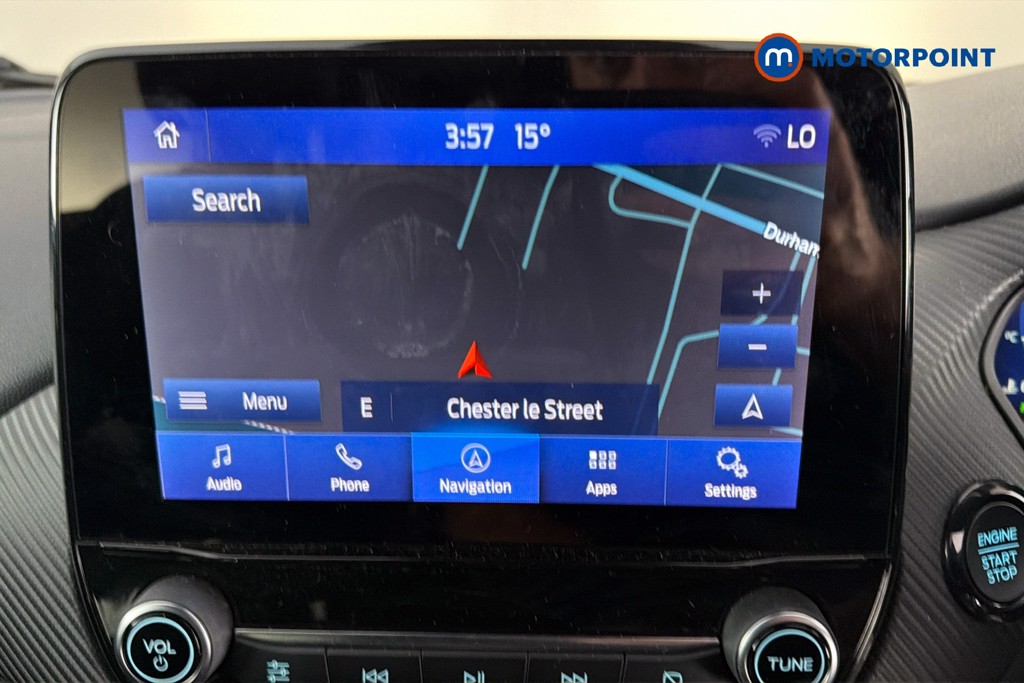 m. MOTORPOINT
3:57 15° LO
Search
Durham
Menu
E Chester le Street
Audio Phone Navigation Apps Settings
ENGINE
START
STOP
VOL
TUNE